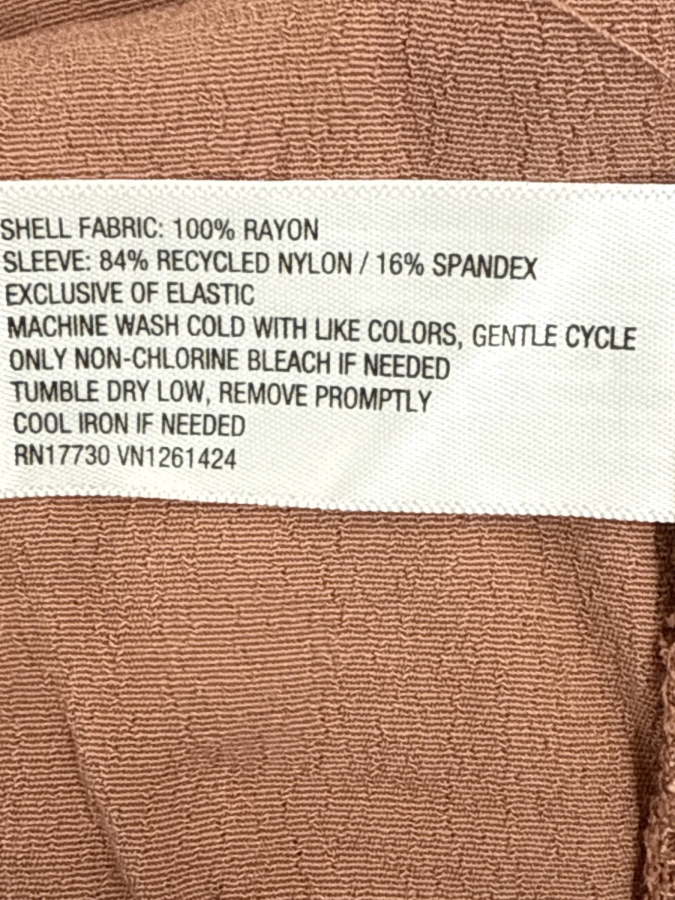 SHELL FABRIC: 100% RAYON
SLEEVE: 84% RECYCLED NYLON / 16% SPANDEX
EXCLUSIVE OF ELASTIC
MACHINE WASH COLD WITH LIKE COLORS, GENTLE CYCLE
ONLY NON-CHLORINE BLEACH IF NEEDED
TUMBLE DRY LOW, REMOVE PROMPTLY
COOL IRON IF NEEDED
RN17730 VN1261424